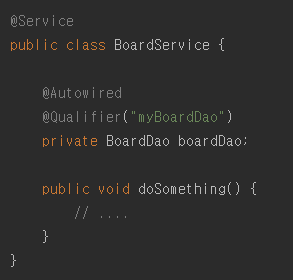 @Service
public class BoardService {
@Autowired
@Qualifier("myBoardDao")
private BoardDao boardDao;
public void doSomething() {
// ....
}
}